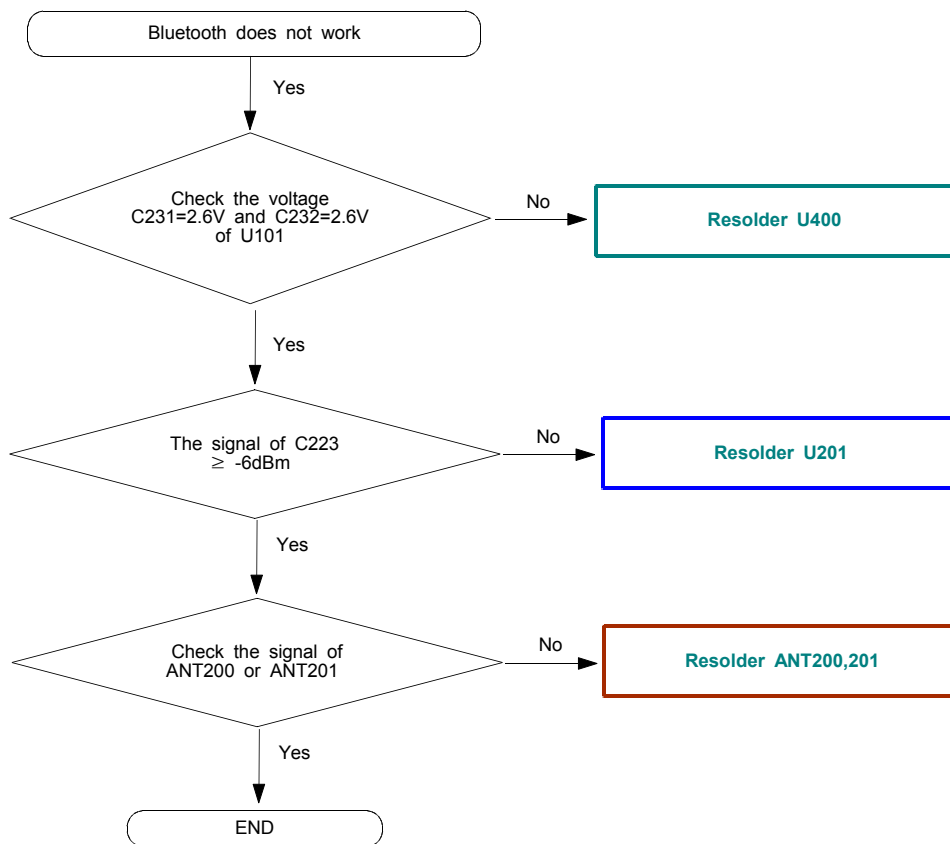 Bluetooth does not work
Yes
Check the voltage
C231=2.6V and C232=2.6V
of U101
No
Resolder U400
Yes
The signal of C223
≥ -6dBm
No
Resolder U201
Yes
Check the signal of
ANT200 or ANT201
No
Resolder ANT200,201
Yes
END